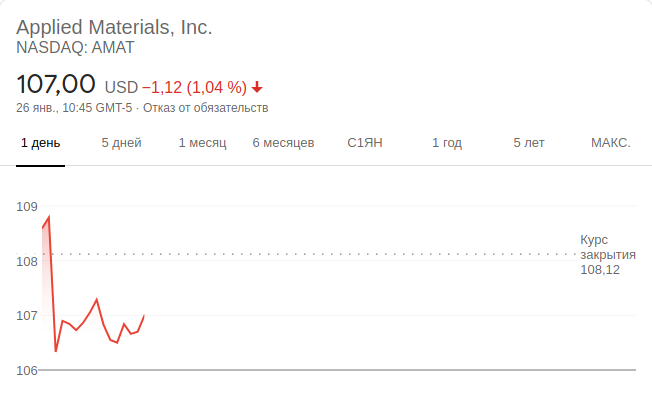 Applied Materials, Inc.
NASDAQ: AMAT
107,00 USD −1,12 (1,04 %)
26 янв., 10:45 GMT-5 · Отказ от обязательств
1 день 5 дней 1 месяц 6 месяцев С1ЯН 1 год 5 лет МАКС.
109
Курс
закрытия
108,12
108
107
106